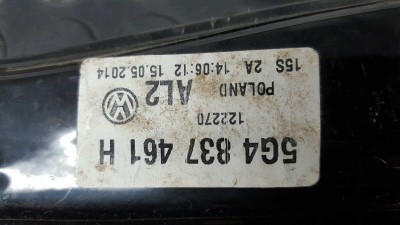 5G4 837 461 H
122270
AL2
POLAND
15S 2A 14:06:12 15.05.2014